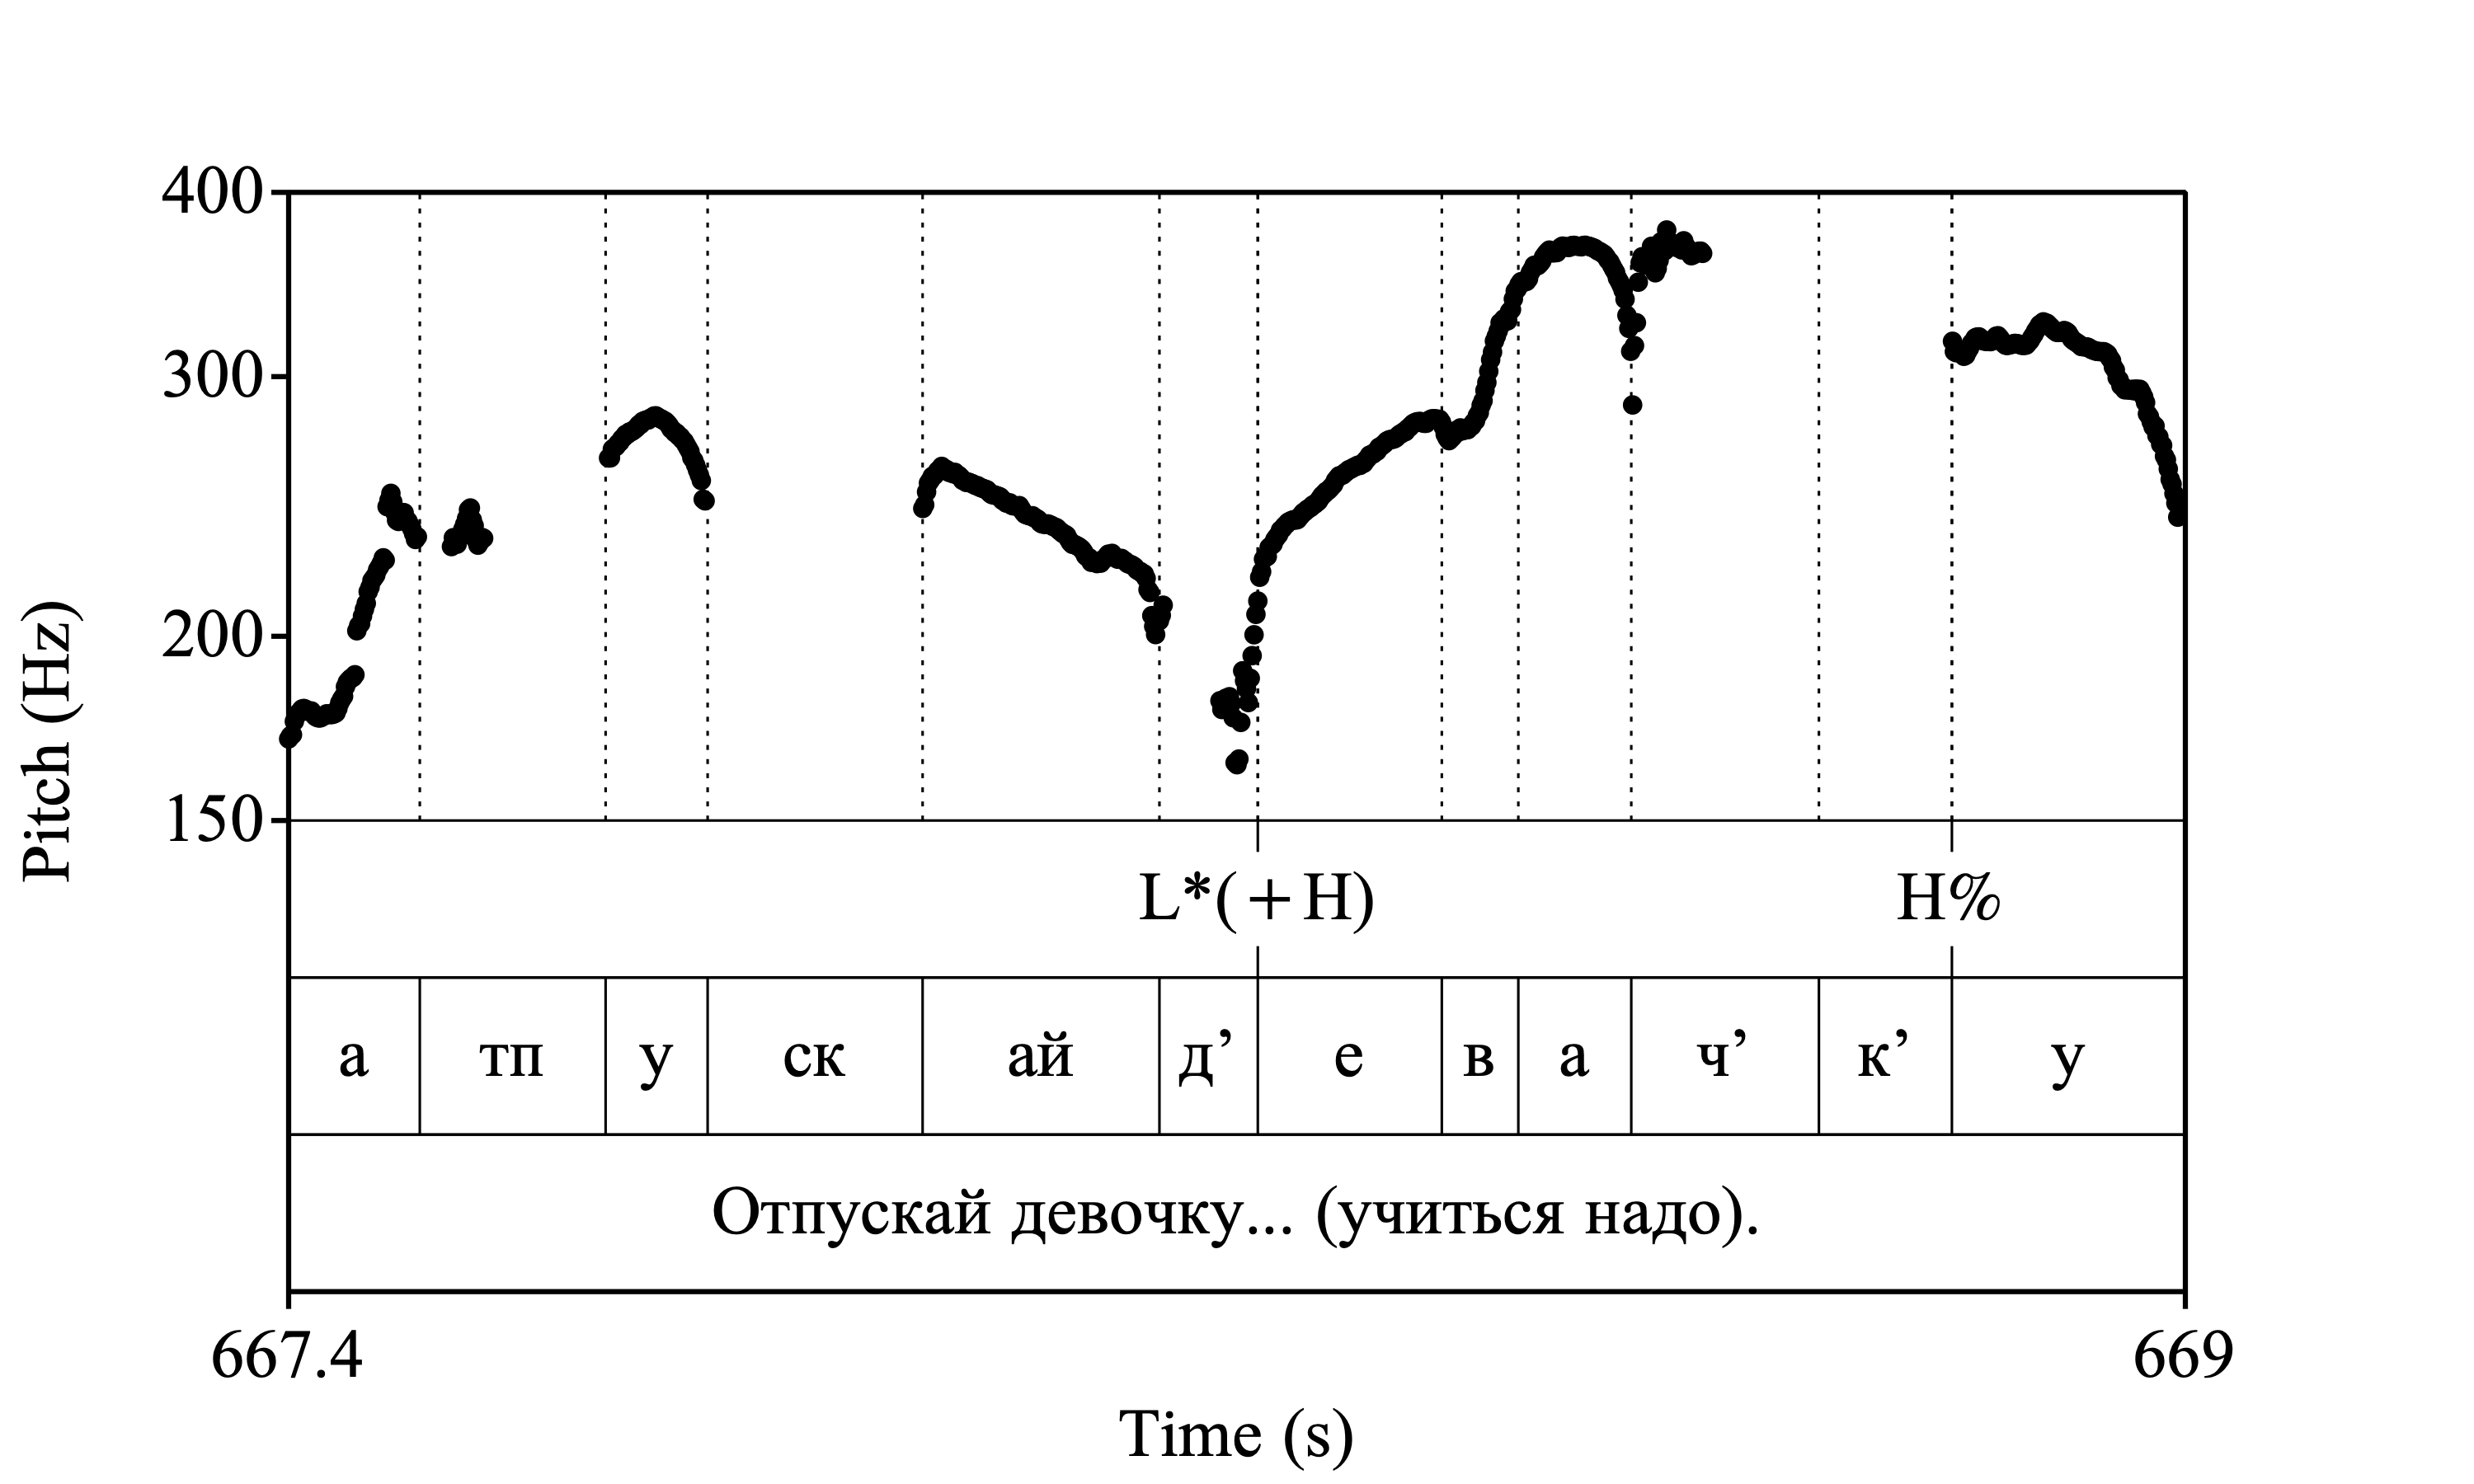 400
300
200
150
Pitch (Hz)
L*(+H) H%
а тп у ск ай д’ е в а ч’ к’ у
Отпускай девочку... (учиться надо).
667.4 669
Time (s)